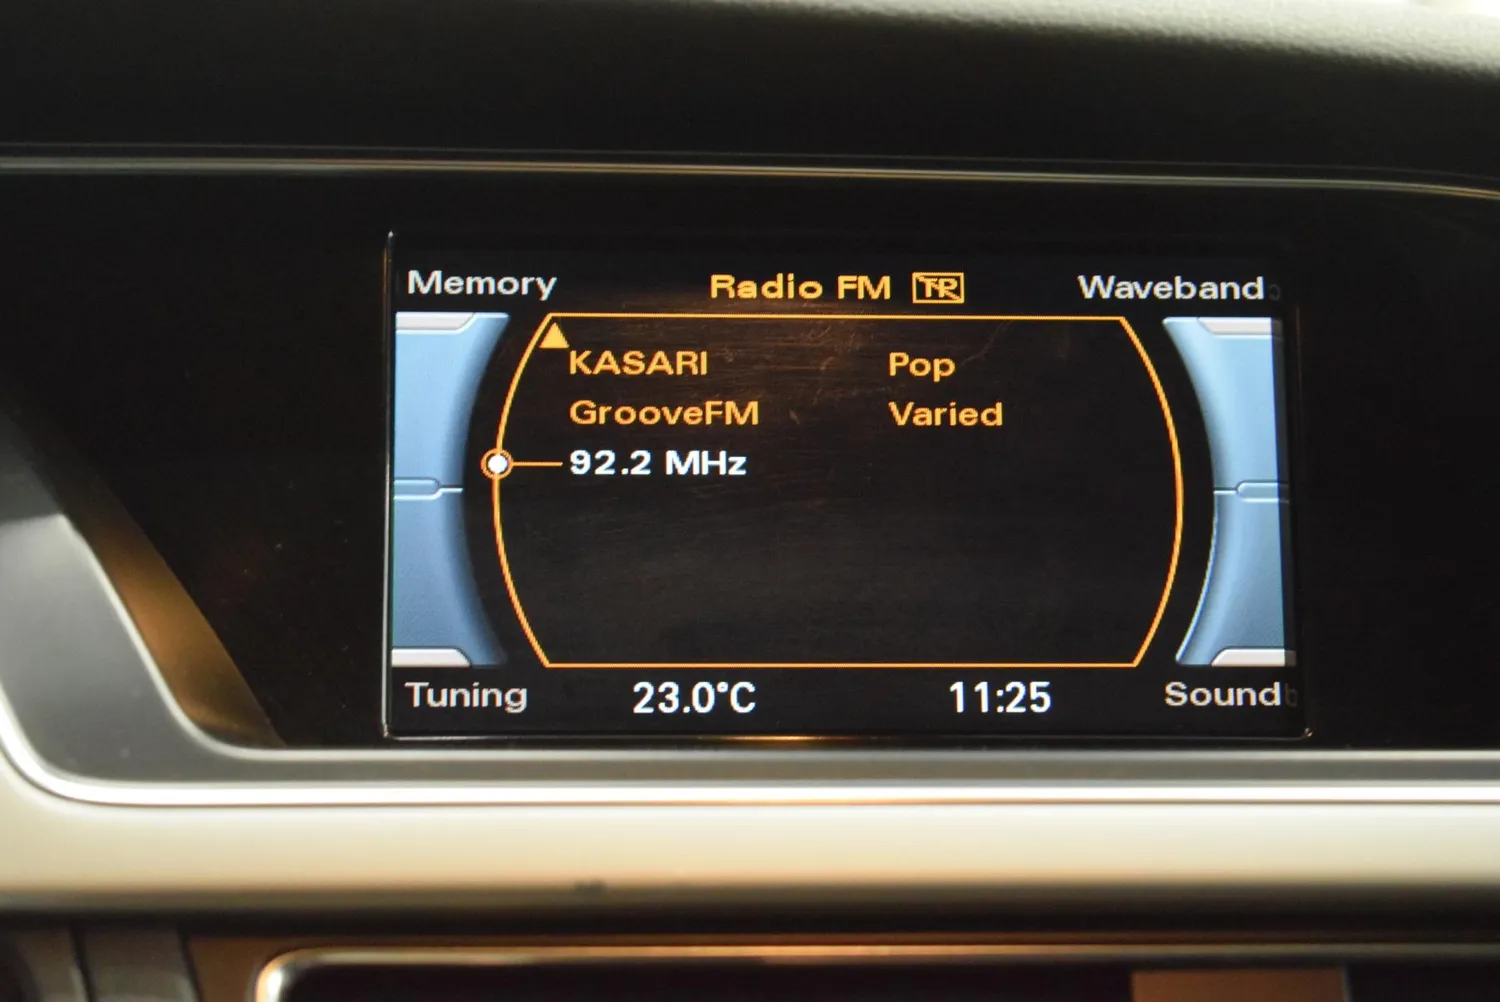 Memory Radio FM TP Waveband
KASARI Pop
GrooveFM Varied
92.2 MHz
Tuning 23.0°C 11:25 Sound